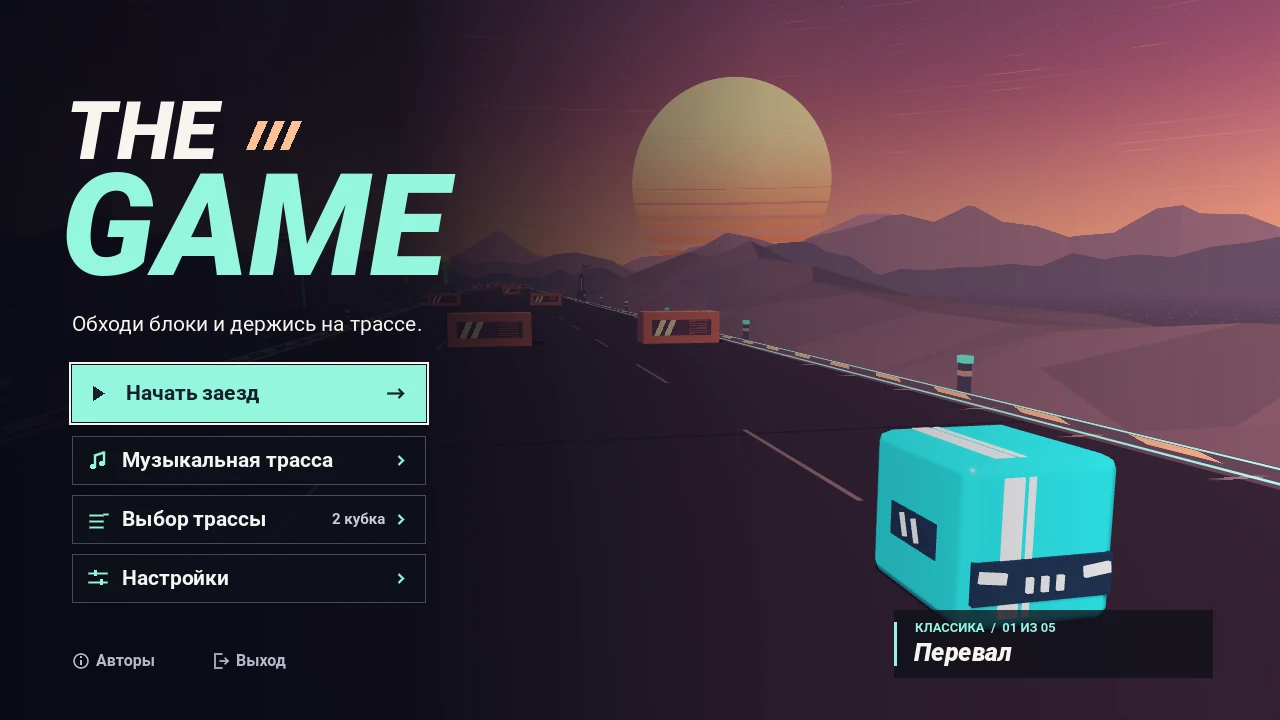 THE
GAME
Обходи блоки и держись на трассе.
Начать заезд
Музыкальная трасса
Выбор трассы 2 кубка
Настройки
Авторы Выход
КЛАССИКА / 01 ИЗ 05
Перевал